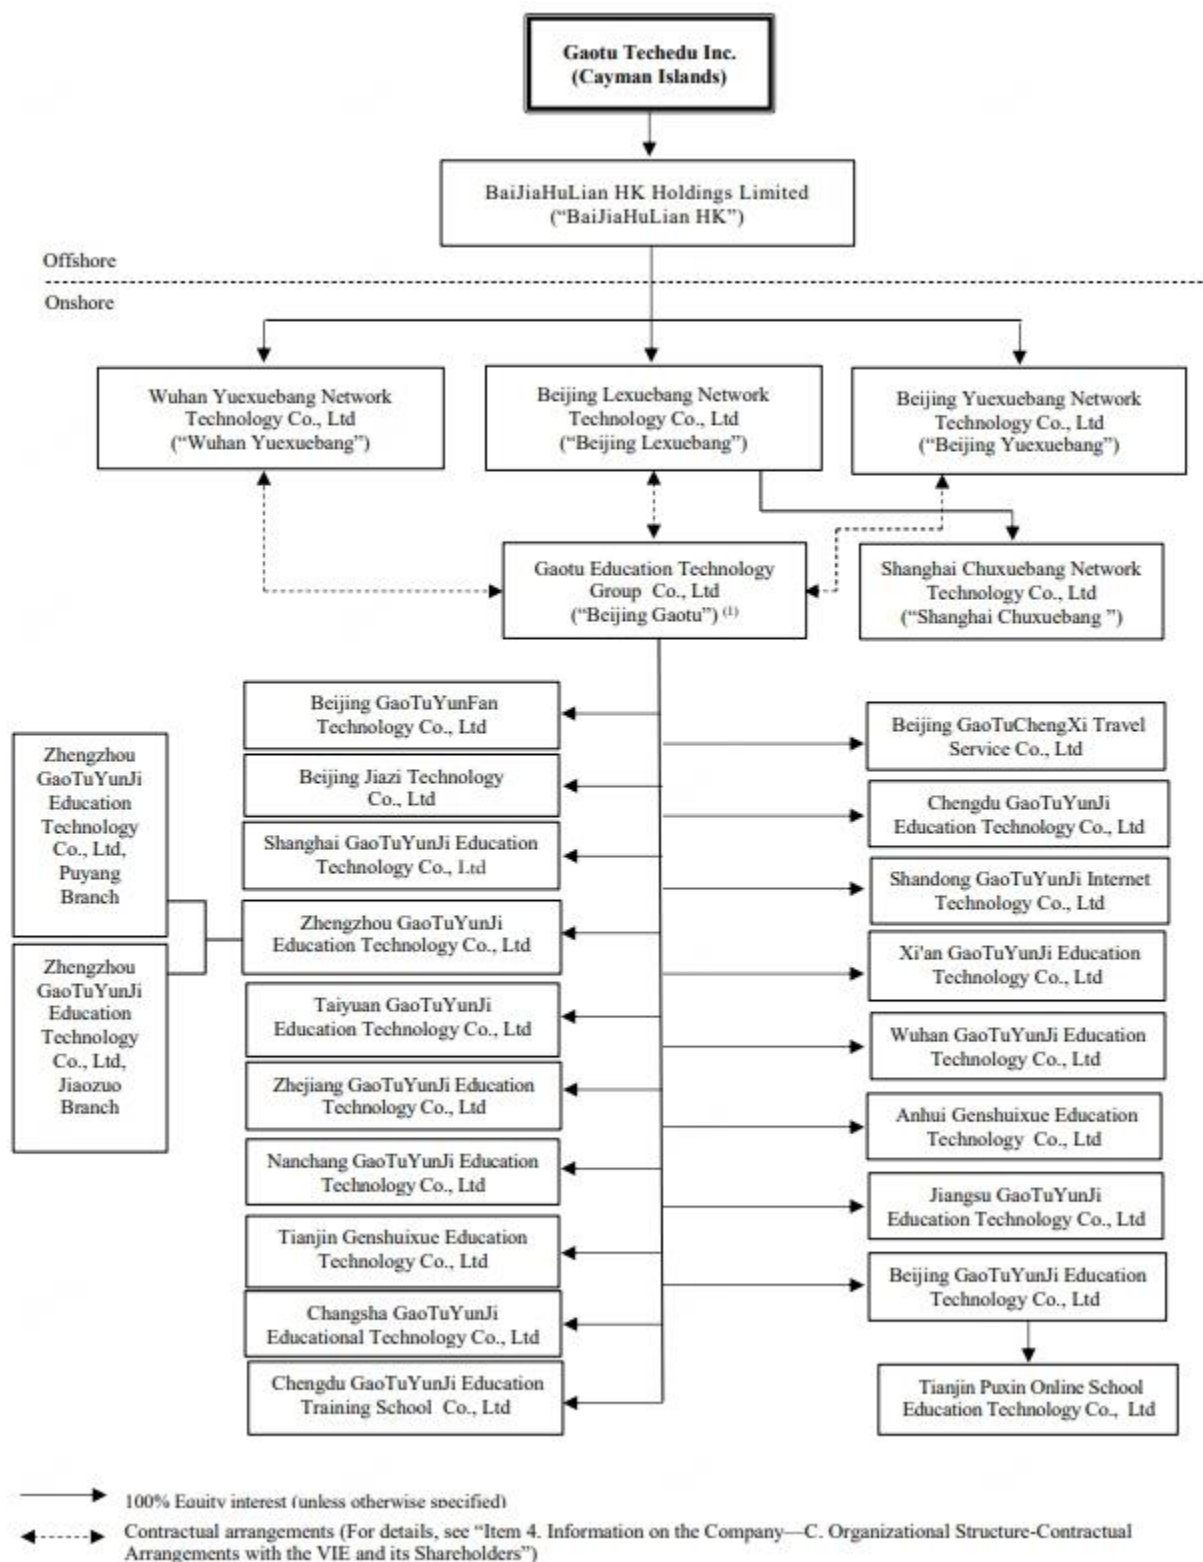 Gaotu Techedu Inc.
(Cayman Islands)
BaiJiaHuLian HK Holdings Limited
(“BaiJiaHuLian HK”)
Offshore
Onshore
Wuhan Yuexuebang Network
Technology Co., Ltd
(“Wuhan Yuexuebang”)
Beijing Lexuebang Network
Technology Co., Ltd
(“Beijing Lexuebang”)
Beijing Yuexuebang Network
Technology Co., Ltd
(“Beijing Yuexuebang”)
Gaotu Education Technology
Group Co., Ltd
(“Beijing Gaotu”) (1)
Shanghai Chuxuebang Network
Technology Co., Ltd
(“Shanghai Chuxuebang ”)
Zhengzhou
GaoTuYunJi
Education
Technology
Co., Ltd,
Puyang
Branch
Zhengzhou
GaoTuYunJi
Education
Technology
Co., Ltd,
Jiaozuo
Branch
Beijing GaoTuYunFan
Technology Co., Ltd
Beijing Jiazi Technology
Co., Ltd
Shanghai GaoTuYunJi Education
Technology Co., Ltd
Zhengzhou GaoTuYunJi
Education Technology Co., Ltd
Taiyuan GaoTuYunJi
Education Technology Co., Ltd
Zhejiang GaoTuYunJi Education
Technology Co., Ltd
Nanchang GaoTuYunJi Education
Technology Co., Ltd
Tianjin Genshuixue Education
Technology Co., Ltd
Changsha GaoTuYunJi
Educational Technology Co., Ltd
Chengdu GaoTuYunJi Education
Training School Co., Ltd
Beijing GaoTuChengXi Travel
Service Co., Ltd
Chengdu GaoTuYunJi
Education Technology Co., Ltd
Shandong GaoTuYunJi Internet
Technology Co., Ltd
Xi'an GaoTuYunJi Education
Technology Co., Ltd
Wuhan GaoTuYunJi Education
Technology Co., Ltd
Anhui Genshuixue Education
Technology Co., Ltd
Jiangsu GaoTuYunJi
Education Technology Co., Ltd
Beijing GaoTuYunJi Education
Technology Co., Ltd
Tianjin Puxin Online School
Education Technology Co., Ltd
100% Equity interest (unless otherwise specified)
Contractual arrangements (For details, see “Item 4. Information on the Company—C. Organizational Structure-Contractual
Arrangements with the VIE and its Shareholders”)